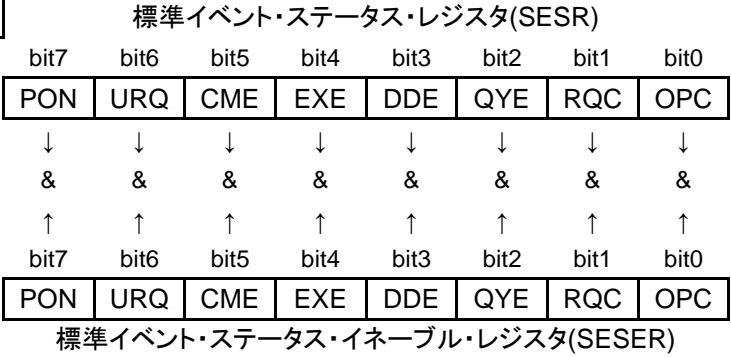 標準イベント・ステータス・レジスタ(SESR)
bit7 bit6 bit5 bit4 bit3 bit2 bit1 bit0
PON URQ CME EXE DDE QYE RQC OPC
↓ ↓ ↓ ↓ ↓ ↓ ↓ ↓
& & & & & & & &
↑ ↑ ↑ ↑ ↑ ↑ ↑ ↑
bit7 bit6 bit5 bit4 bit3 bit2 bit1 bit0
PON URQ CME EXE DDE QYE RQC OPC
標準イベント・ステータス・イネーブル・レジスタ(SESER)